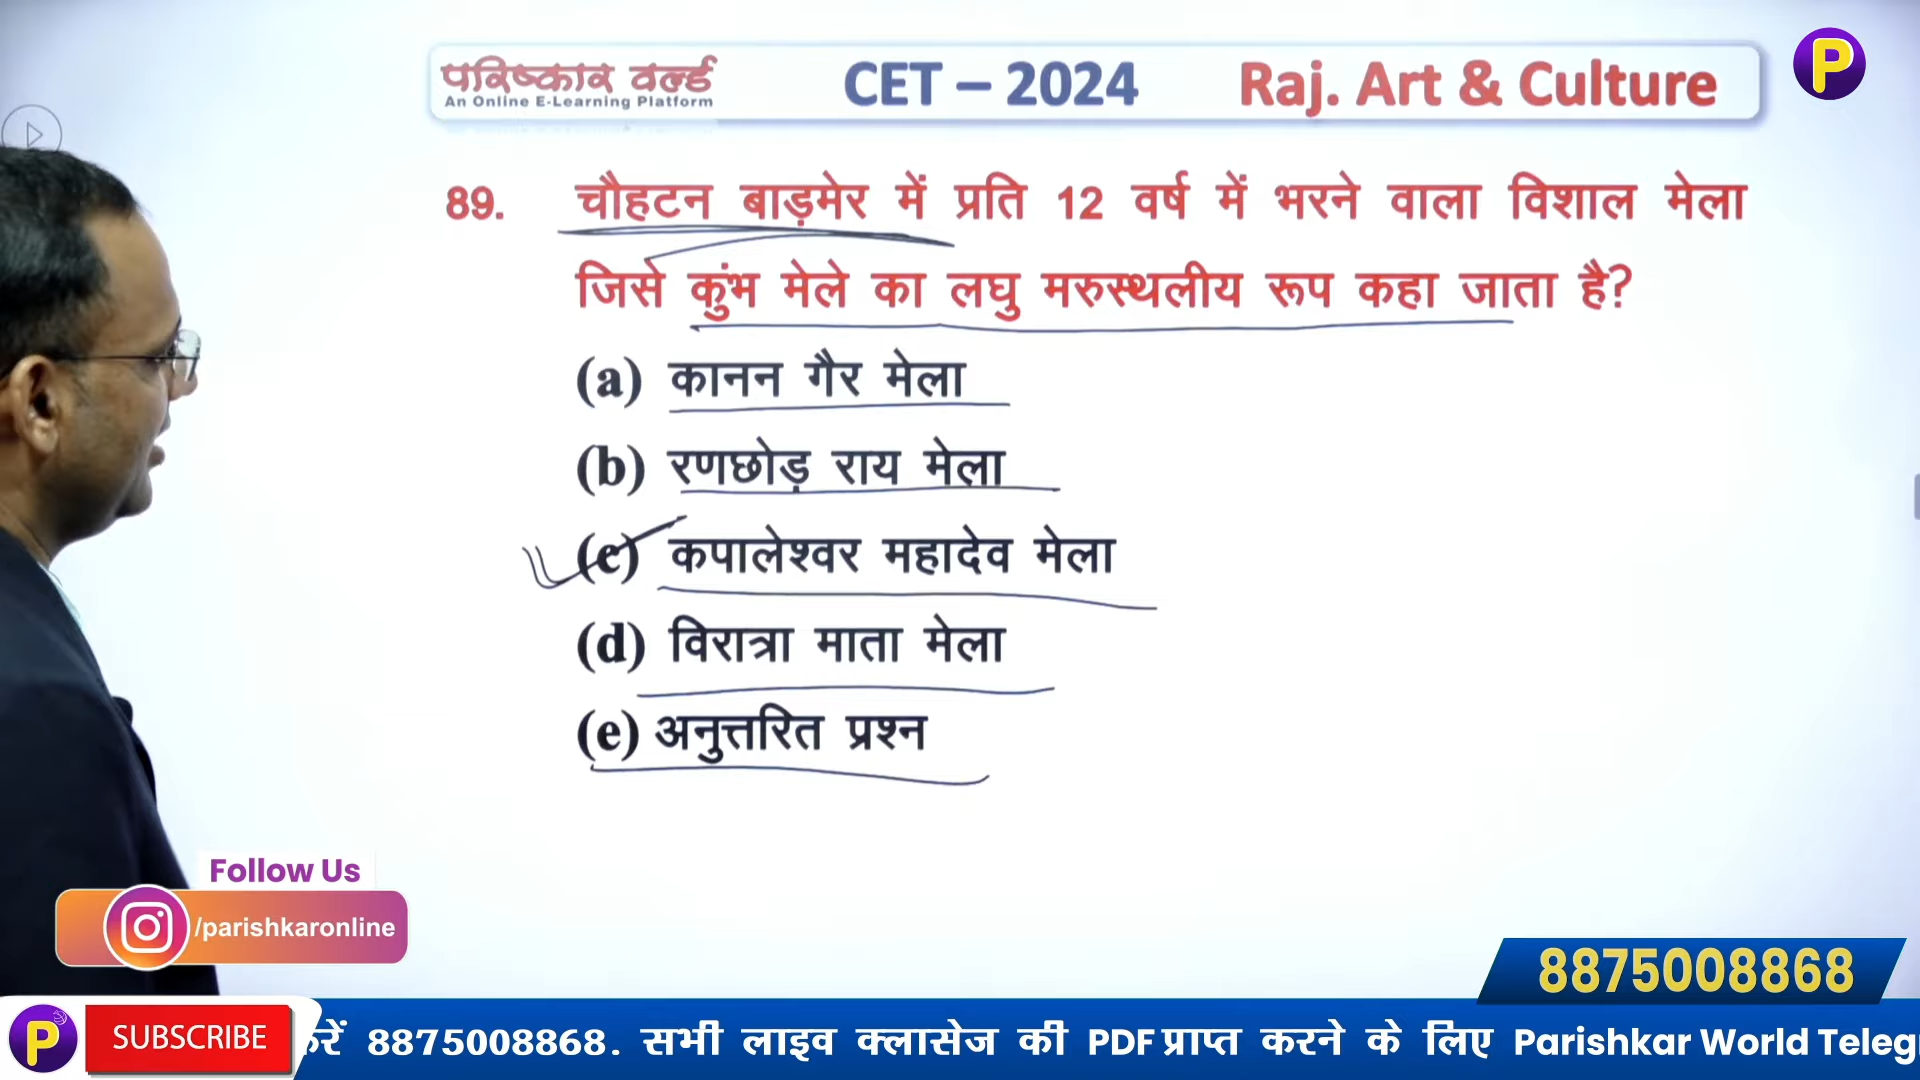 परिष्कार वर्ल्ड
An Online E-Learning Platform
CET – 2024
Raj. Art & Culture
P
89. चौहटन बाड़मेर में प्रति 12 वर्ष में भरने वाला विशाल मेला
जिसे कुंभ मेले का लघु मरुस्थलीय रूप कहा जाता है?
(a) कानन गैर मेला
(b) रणछोड़ राय मेला
(c) कपालेश्वर महादेव मेला
(d) विरात्रा माता मेला
(e) अनुत्तरित प्रश्न
Follow Us
/parishkaronline
8875008868
P
SUBSCRIBE
8875008868. सभी लाइव क्लासेज की PDF प्राप्त करने के लिए Parishkar World Teleg